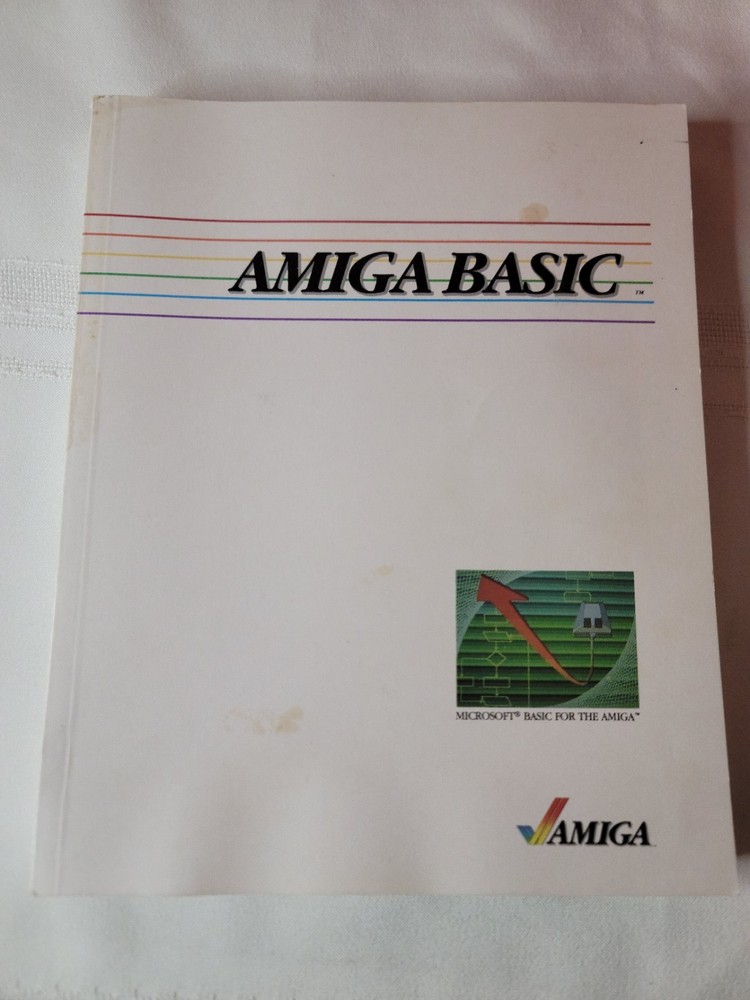 AMIGA BASIC ™
MICROSOFT® BASIC FOR THE AMIGA™
AMIGA